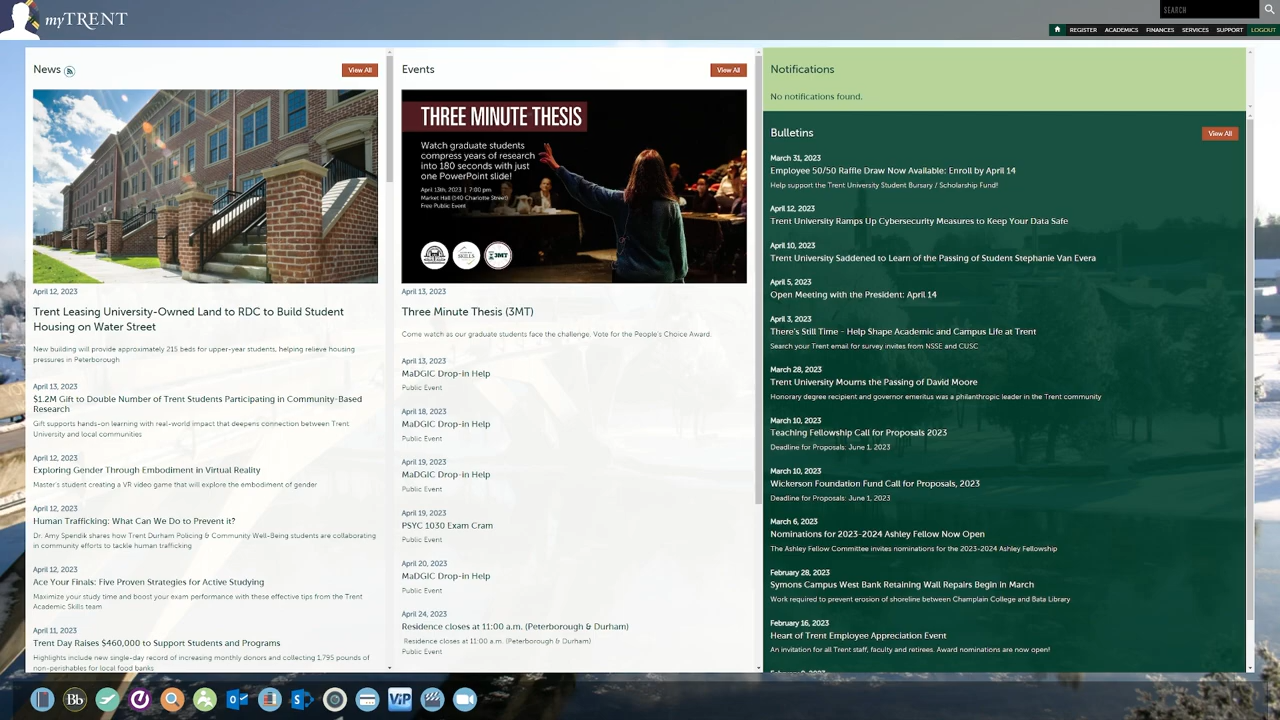 myTRENT
SEARCH
REGISTER ACADEMICS FINANCES SERVICES SUPPORT LOGOUT
News
View All
April 12, 2023
Trent Leasing University-Owned Land to RDC to Build Student
Housing on Water Street
New building will provide approximately 215 beds for upper-year students, helping relieve housing
pressures in Peterborough
April 13, 2023
$1.2M Gift to Double Number of Trent Students Participating in Community-Based
Research
Gift supports hands-on learning with real-world impact that deepens connection between Trent
University and local communities
April 12, 2023
Exploring Gender Through Embodiment in Virtual Reality
Master's student creating a VR video game that will explore the embodiment of gender
April 12, 2023
Human Trafficking: What Can We Do to Prevent it?
Dr. Amy Spendik shares how Trent Durham Policing & Community Well-Being students are collaborating
in community efforts to tackle human trafficking
April 12, 2023
Ace Your Finals: Five Proven Strategies for Active Studying
Maximize your study time and boost your exam performance with these effective tips from the Trent
Academic Skills team
April 11, 2023
Trent Day Raises $460,000 to Support Students and Programs
Highlights include new single-day record of increasing monthly donors and collecting 1,795 pounds of
non-perishables for local food banks
Events
View All
THREE MINUTE THESIS
Watch graduate students
compress years of research
into 180 seconds with just
one PowerPoint slide!
April 13th, 2023 | 7:00 pm
Market Hall (140 Charlotte Street)
Free Public Event
SKILLS
3MT
April 13, 2023
Three Minute Thesis (3MT)
Come watch as our graduate students face the challenge. Vote for the People's Choice Award.
April 13, 2023
MaDGIC Drop-in Help
Public Event
April 18, 2023
MaDGIC Drop-in Help
Public Event
April 19, 2023
MaDGIC Drop-in Help
Public Event
April 19, 2023
PSYC 1030 Exam Cram
Public Event
April 20, 2023
MaDGIC Drop-in Help
Public Event
April 24, 2023
Residence closes at 11:00 a.m. (Peterborough & Durham)
Residence closes at 11:00 a.m. (Peterborough & Durham)
Public Event
Notifications
No notifications found.
Bulletins
View All
March 31, 2023
Employee 50/50 Raffle Draw Now Available: Enroll by April 14
Help support the Trent University Student Bursary / Scholarship Fund!
April 12, 2023
Trent University Ramps Up Cybersecurity Measures to Keep Your Data Safe
April 10, 2023
Trent University Saddened to Learn of the Passing of Student Stephanie Van Evera
April 5, 2023
Open Meeting with the President: April 14
April 3, 2023
There's Still Time - Help Shape Academic and Campus Life at Trent
Search your Trent email for survey invites from NSSE and CUSC
March 28, 2023
Trent University Mourns the Passing of David Moore
Honorary degree recipient and governor emeritus was a philanthropic leader in the Trent community
March 10, 2023
Teaching Fellowship Call for Proposals 2023
Deadline for Proposals: June 1, 2023
March 10, 2023
Wickerson Foundation Fund Call for Proposals, 2023
Deadline for Proposals: June 1, 2023
March 6, 2023
Nominations for 2023-2024 Ashley Fellow Now Open
The Ashley Fellow Committee invites nominations for the 2023-2024 Ashley Fellowship
February 28, 2023
Symons Campus West Bank Retaining Wall Repairs Begin in March
Work required to prevent erosion of shoreline between Champlain College and Bata Library
February 16, 2023
Heart of Trent Employee Appreciation Event
An invitation for all Trent staff, faculty and retirees. Award nominations are now open!
Bb
ViP